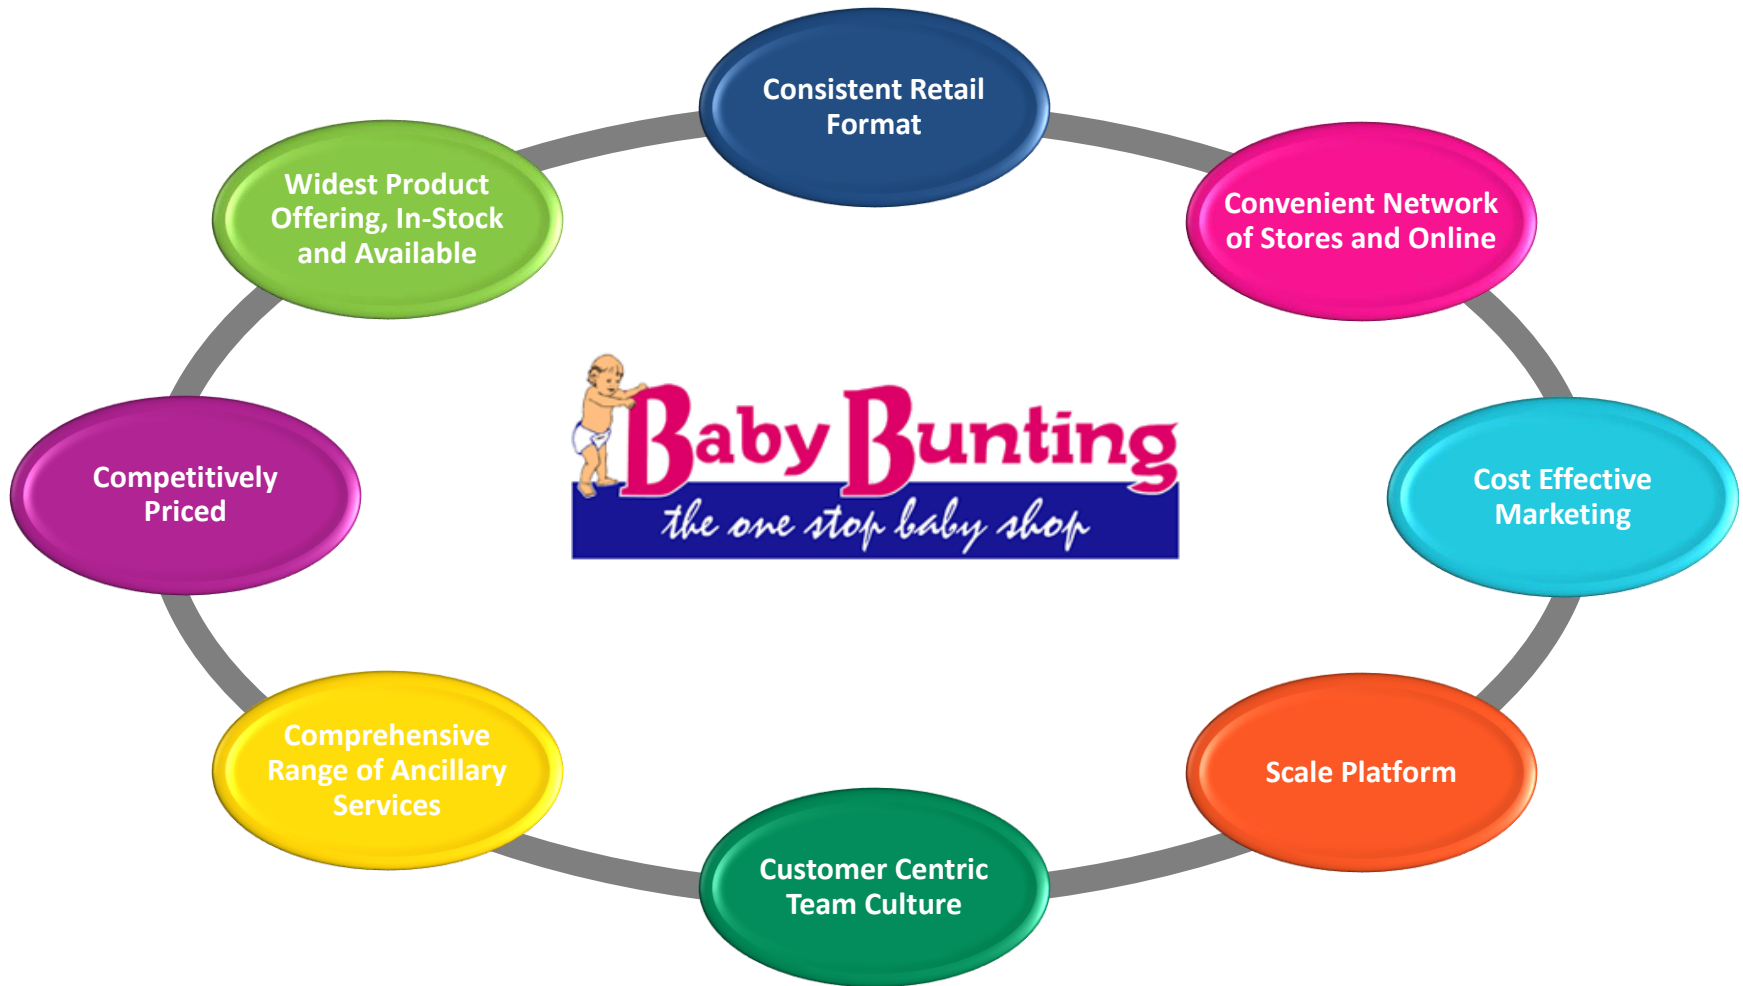 Consistent Retail
Format
Convenient Network
of Stores and Online
Cost Effective
Marketing
Scale Platform
Customer Centric
Team Culture
Comprehensive
Range of Ancillary
Services
Competitively
Priced
Widest Product
Offering, In-Stock
and Available
Baby Bunting
the one stop baby shop